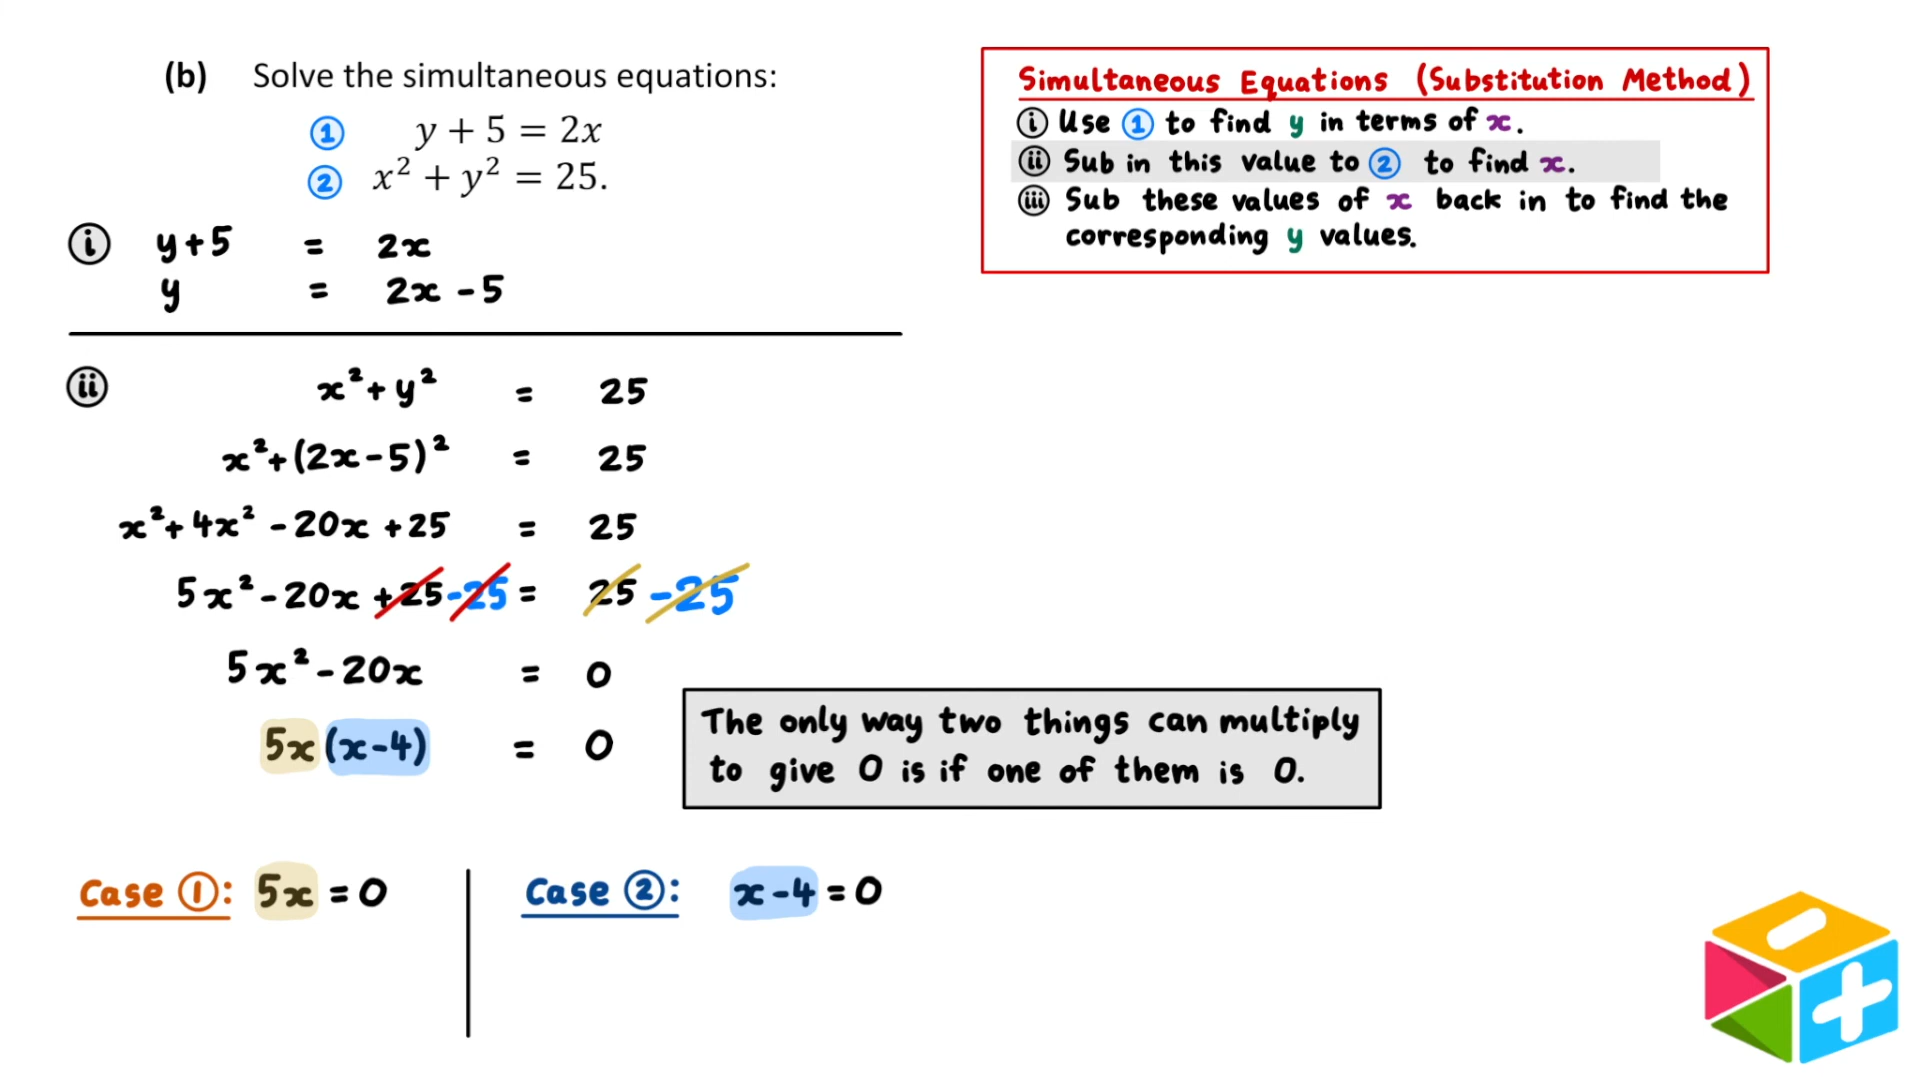 (b) Solve the simultaneous equations:
① y + 5 = 2x
② x² + y² = 25.
Simultaneous Equations (Substitution Method)
ⓘ Use ① to find y in terms of x.
ⓘⓘ Sub in this value to ② to find x.
ⓘⓘⓘ Sub these values of x back in to find the
corresponding y values.
ⓘ y+5 = 2x
y = 2x -5
ⓘⓘ x²+ y² = 25
x²+(2x-5)² = 25
x²+ 4x² -20x +25 = 25
5x² -20x +25 -25 = 25 -25
5x² -20x = 0
5x(x-4) = 0
The only way two things can multiply
to give 0 is if one of them is 0.
Case ①: 5x = 0
Case ②: x-4 = 0